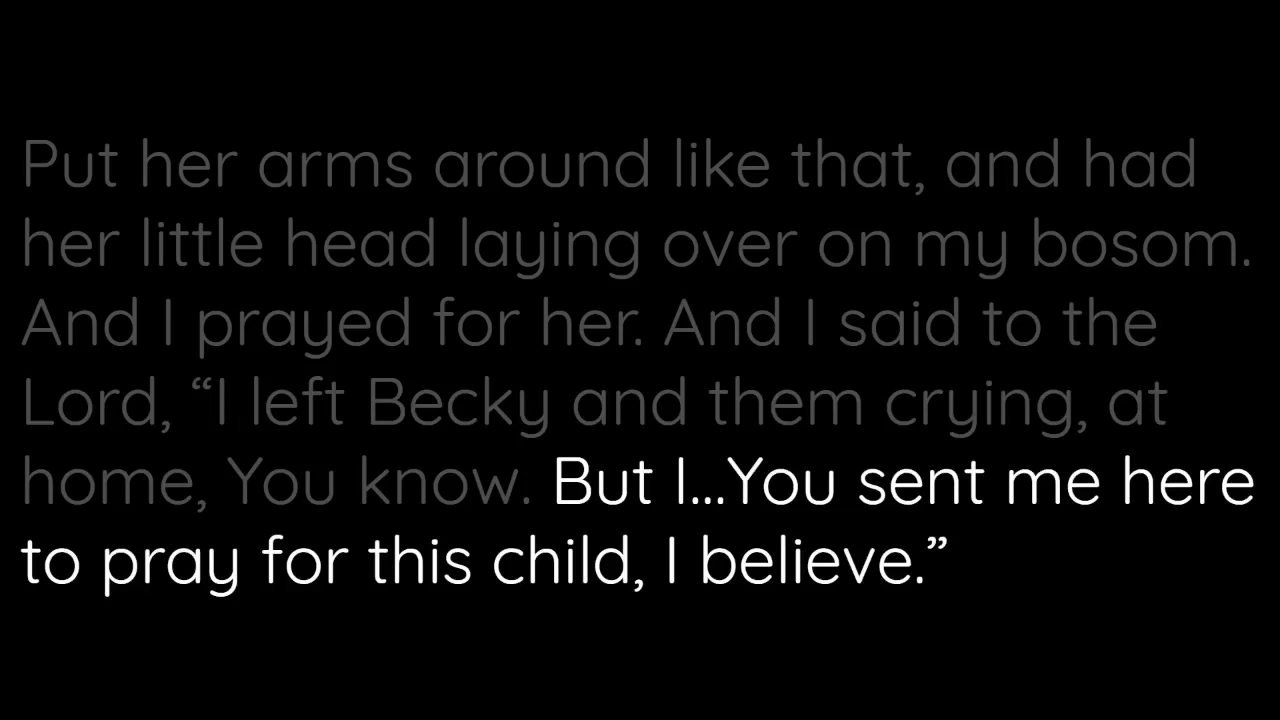 Put her arms around like that, and had
her little head laying over on my bosom.
And I prayed for her. And I said to the
Lord, “I left Becky and them crying, at
home, You know. But I...You sent me here
to pray for this child, I believe.”